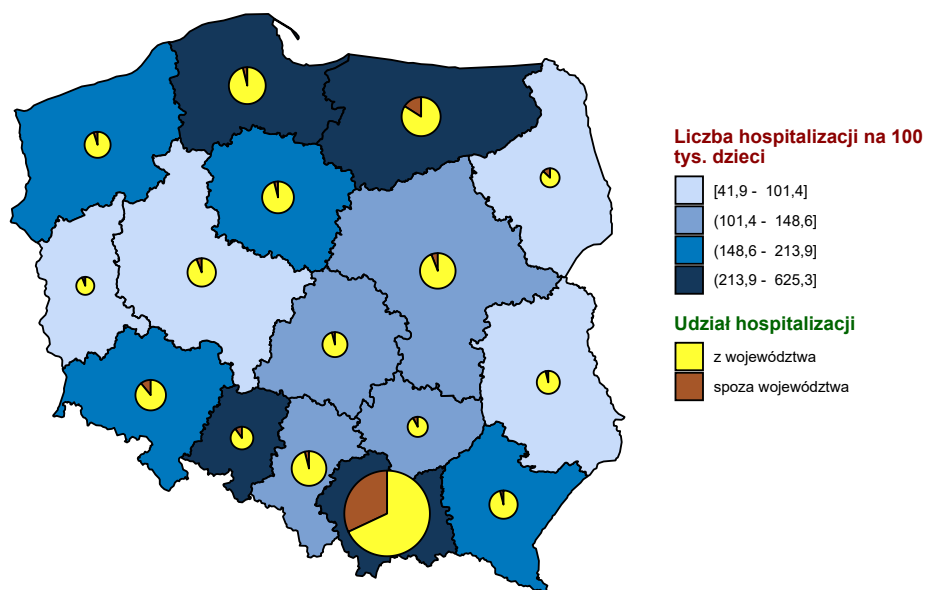 Liczba hospitalizacji na 100
tys. dzieci
[41,9 - 101,4]
(101,4 - 148,6]
(148,6 - 213,9]
(213,9 - 625,3]
Udział hospitalizacji
z województwa
spoza województwa